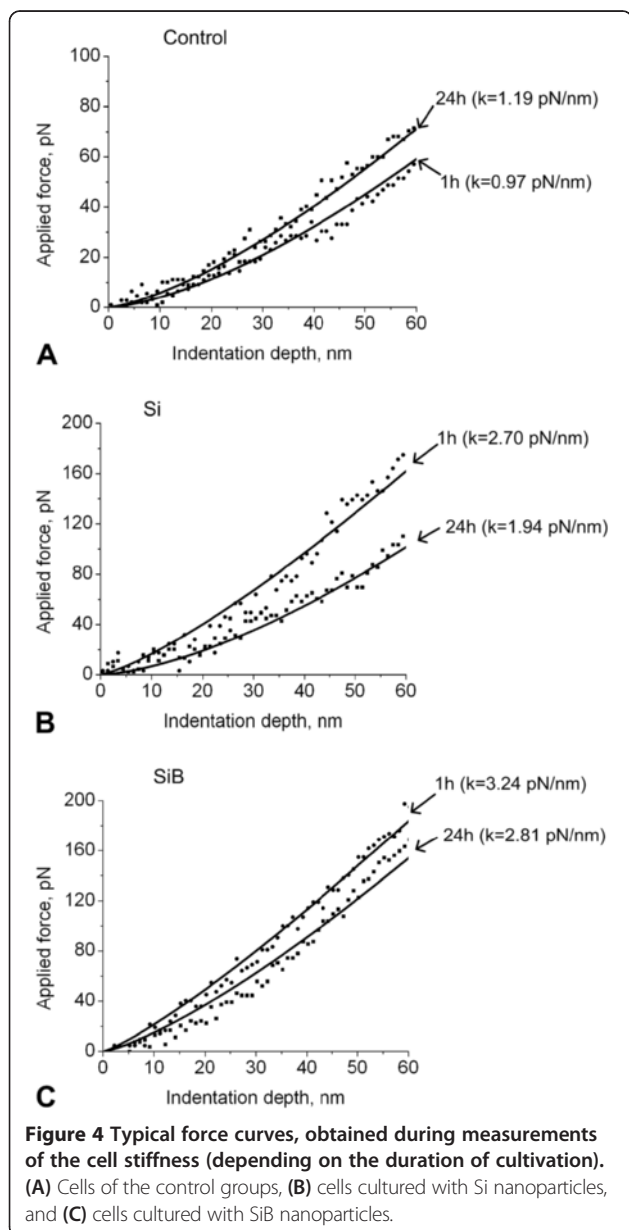 Control
100
80
60
40
20
0
Applied force, pN
24h (k=1.19 pN/nm)
1h (k=0.97 pN/nm)
0 10 20 30 40 50 60
Indentation depth, nm
A
Si
200
160
120
80
40
0
Applied force, pN
1h (k=2.70 pN/nm)
24h (k=1.94 pN/nm)
0 10 20 30 40 50 60
Indentation depth, nm
B
SiB
200
160
120
80
40
0
Applied force, pN
1h (k=3.24 pN/nm)
24h (k=2.81 pN/nm)
0 10 20 30 40 50 60
Indentation depth, nm
C
Figure 4 Typical force curves, obtained during measurements
of the cell stiffness (depending on the duration of cultivation).
(A) Cells of the control groups, (B) cells cultured with Si nanoparticles,
and (C) cells cultured with SiB nanoparticles.